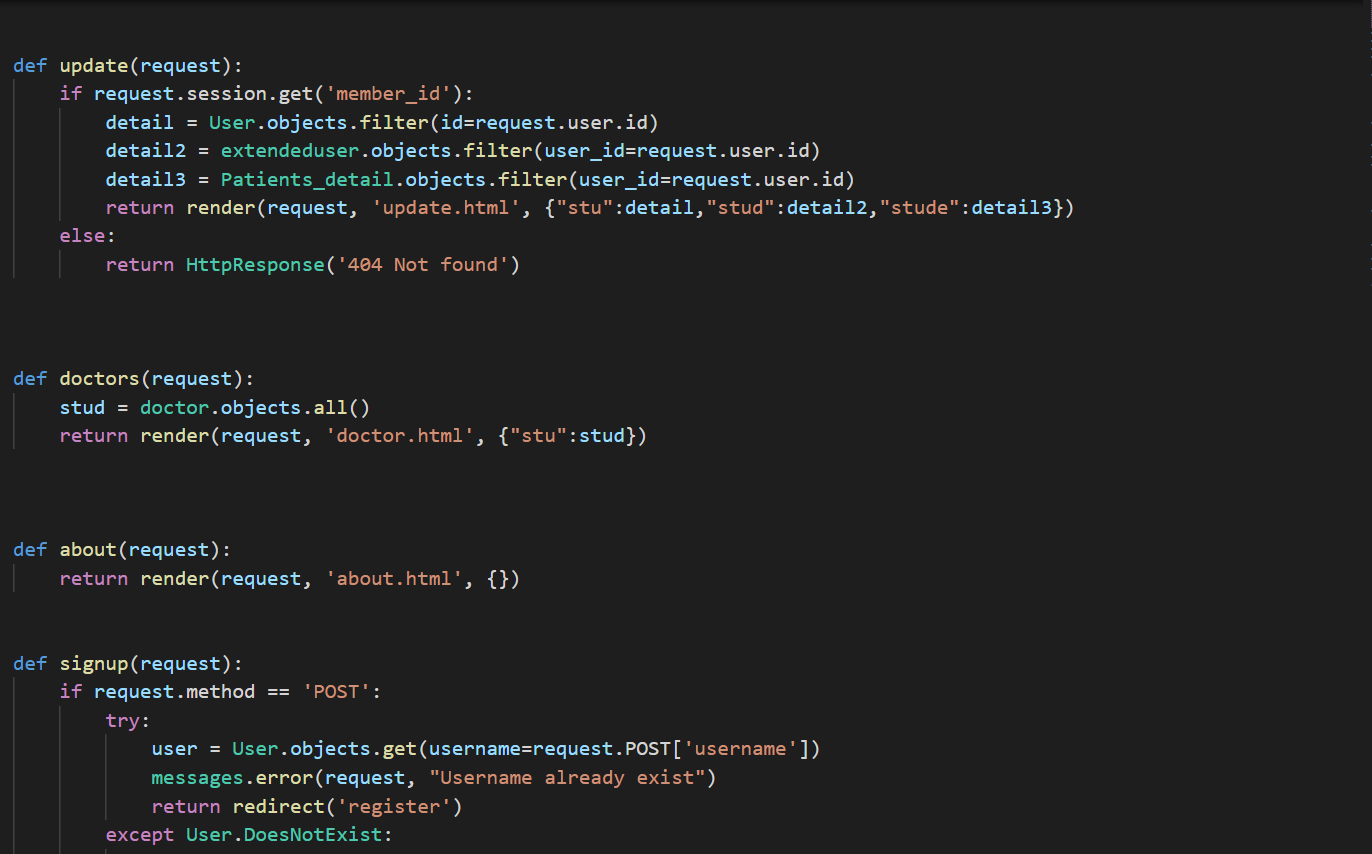 def update(request):
    if request.session.get('member_id'):
        detail = User.objects.filter(id=request.user.id)
        detail2 = extendeduser.objects.filter(user_id=request.user.id)
        detail3 = Patients_detail.objects.filter(user_id=request.user.id)
        return render(request, 'update.html', {"stu":detail,"stud":detail2,"stude":detail3})
    else:
        return HttpResponse('404 Not found')
def doctors(request):
    stud = doctor.objects.all()
    return render(request, 'doctor.html', {"stu":stud})
def about(request):
    return render(request, 'about.html', {})
def signup(request):
    if request.method == 'POST':
        try:
            user = User.objects.get(username=request.POST['username'])
            messages.error(request, "Username already exist")
            return redirect('register')
        except User.DoesNotExist: